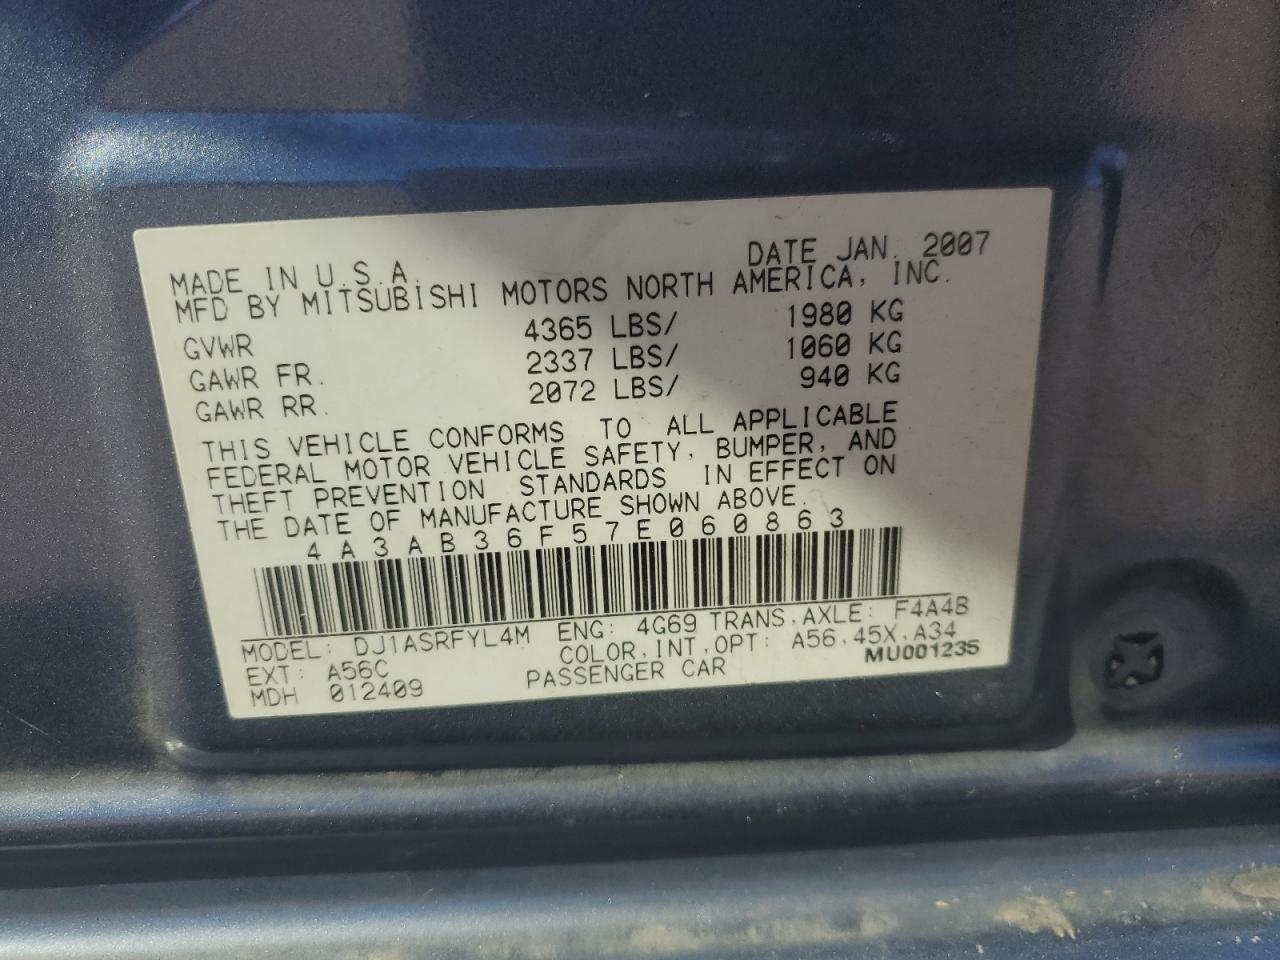 DATE JAN. 2007
MADE IN U.S.A.
MFD BY MITSUBISHI MOTORS NORTH AMERICA, INC.
GVWR 4365 LBS/ 1980 KG
GAWR FR. 2337 LBS/ 1060 KG
GAWR RR. 2072 LBS/ 940 KG
THIS VEHICLE CONFORMS TO ALL APPLICABLE
FEDERAL MOTOR VEHICLE SAFETY, BUMPER, AND
THEFT PREVENTION STANDARDS IN EFFECT ON
THE DATE OF MANUFACTURE SHOWN ABOVE.
4A3AB36F57E060863
MODEL: DJ1ASRFYL4M ENG: 4G69 TRANS.AXLE: F4A4B
EXT: A56C COLOR,INT,OPT: A56,45X,A34
MDH 012409 PASSENGER CAR MU001235